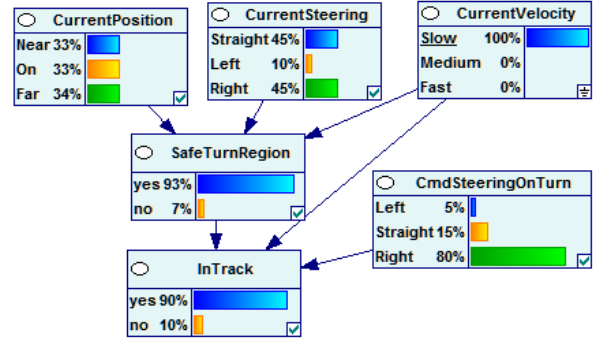 CurrentPosition
Near 33%
On 33%
Far 34%
CurrentSteering
Straight 45%
Left 10%
Right 45%
CurrentVelocity
Slow 100%
Medium 0%
Fast 0%
SafeTurnRegion
yes 93%
no 7%
CmdSteeringOnTurn
Left 5%
Straight 15%
Right 80%
InTrack
yes 90%
no 10%